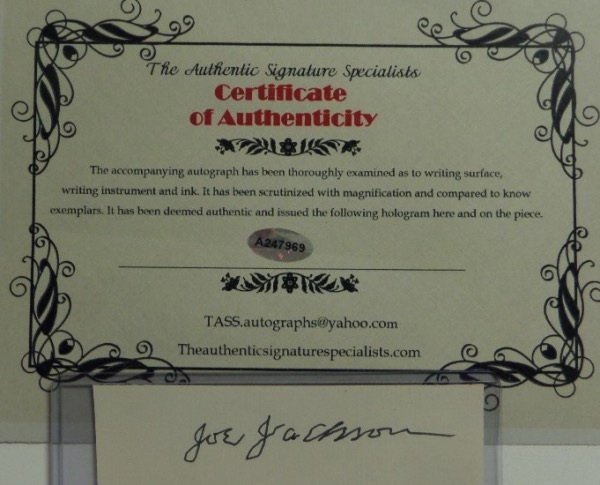 The Authentic Signature Specialists
Certificate
of Authenticity
The accompanying autograph has been thoroughly examined as to writing surface,
writing instrument and ink. It has been scrutinized with magnification and compared to know
exemplars. It has been deemed authentic and issued the following hologram here and on the piece.
A247969
TASS.autographs@yahoo.com
Theauthenticsignaturespecialists.com
Joe Jackson